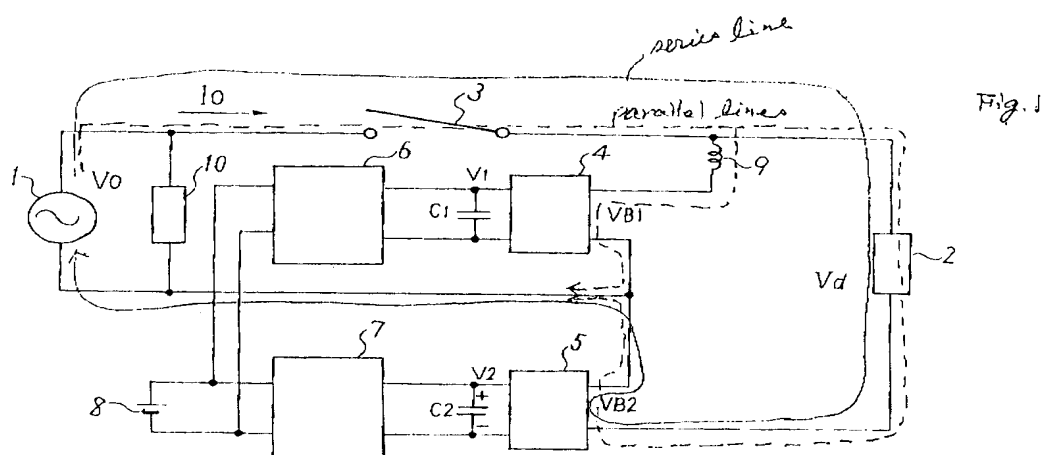 series line
Fig. 1
Io
3
parallel lines
1
Vo
10
6
V1
4
9
C1
VB1
2
Vd
7
V2
5
8
C2
+
-
VB2